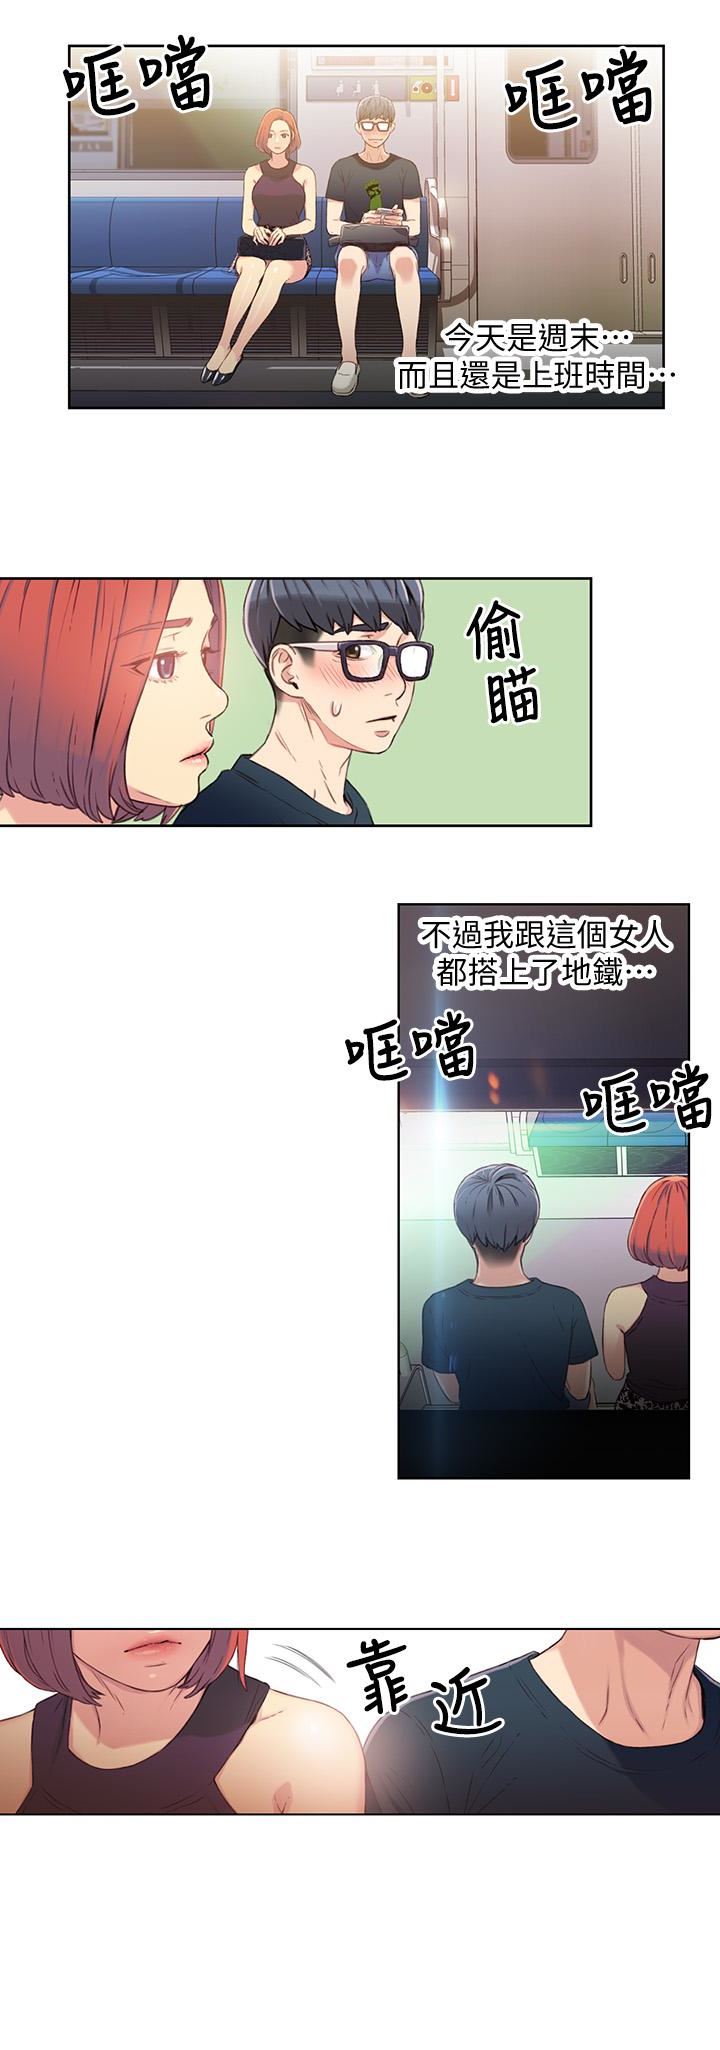 哐噹
哐噹
今天是週末⋯
而且還是上班時間⋯
偷瞄
不過我跟這個女人
都搭上了地鐵⋯
哐噹
哐噹
靠近